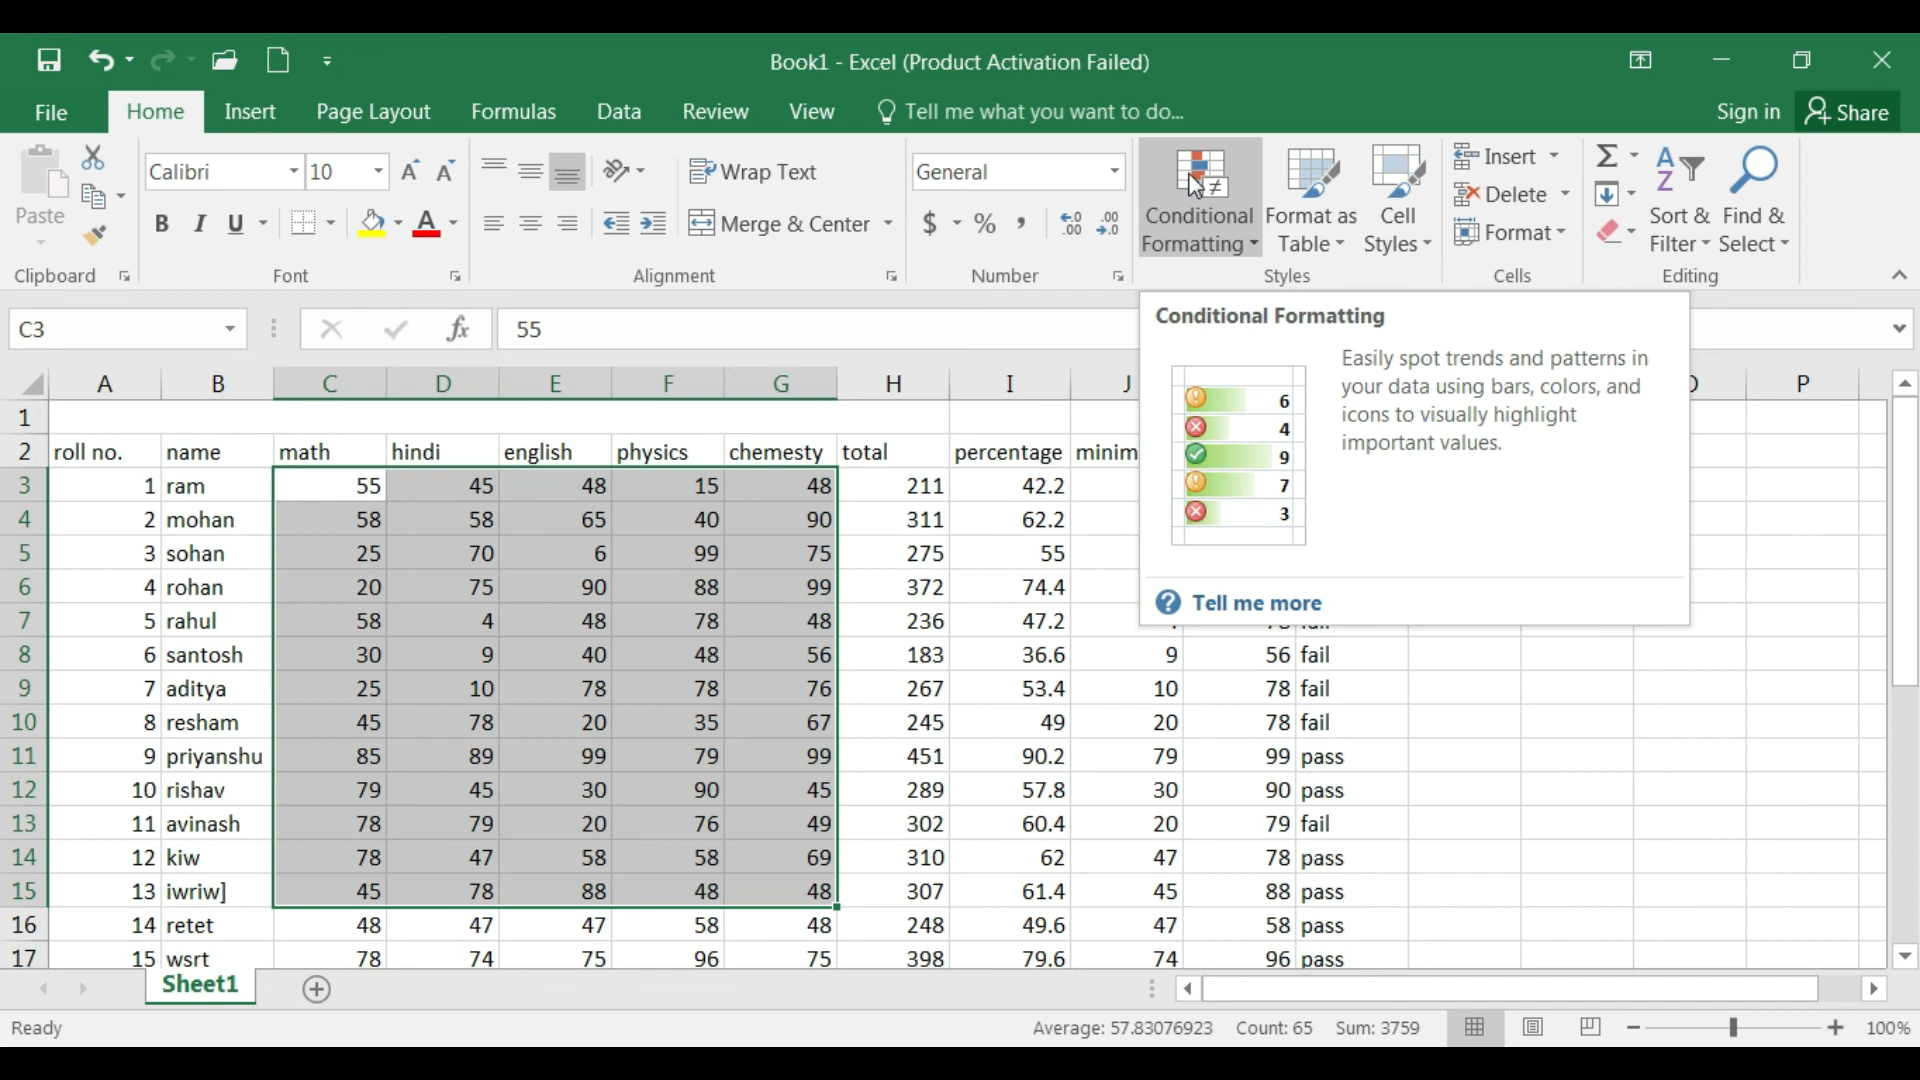 Book1 - Excel (Product Activation Failed)
File Home Insert Page Layout Formulas Data Review View Tell me what you want to do... Sign in Share
Paste
Clipboard
Calibri 10
B I U
Font
Wrap Text
Merge & Center
Alignment
General
$ % ,
Number
Conditional Formatting
Format as Table
Cell Styles
Styles
Insert
Delete
Format
Cells
Sort & Filter
Find & Select
Editing
C3 fx 55
Conditional Formatting
Easily spot trends and patterns in
your data using bars, colors, and
icons to visually highlight
important values.
6
4
9
7
3
Tell me more
A B C D E F G H I J P
1
2 roll no. name math hindi english physics chemesty total percentage minim
3 1 ram 55 45 48 15 48 211 42.2
4 2 mohan 58 58 65 40 90 311 62.2
5 3 sohan 25 70 6 99 75 275 55
6 4 rohan 20 75 90 88 99 372 74.4
7 5 rahul 58 4 48 78 48 236 47.2
8 6 santosh 30 9 40 48 56 183 36.6 9 56 fail
9 7 aditya 25 10 78 78 76 267 53.4 10 78 fail
10 8 resham 45 78 20 35 67 245 49 20 78 fail
11 9 priyanshu 85 89 99 79 99 451 90.2 79 99 pass
12 10 rishav 79 45 30 90 45 289 57.8 30 90 pass
13 11 avinash 78 79 20 76 49 302 60.4 20 79 fail
14 12 kiw 78 47 58 58 69 310 62 47 78 pass
15 13 iwriw] 45 78 88 48 48 307 61.4 45 88 pass
16 14 retet 48 47 47 58 48 248 49.6 47 58 pass
17 15 wsrt 78 74 75 96 75 398 79.6 74 96 pass
Sheet1
Ready Average: 57.83076923 Count: 65 Sum: 3759 100%